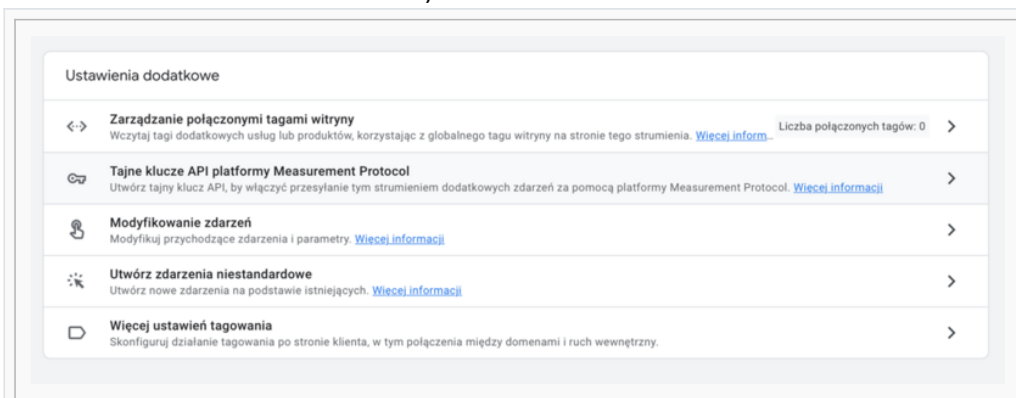 Ustawienia dodatkowe
Zarządzanie połączonymi tagami witryny
Wczytaj tagi dodatkowych usług lub produktów, korzystając z globalnego tagu witryny na stronie tego strumienia. Więcej inform... Liczba połączonych tagów: 0
Tajne klucze API platformy Measurement Protocol
Utwórz tajny klucz API, by włączyć przesyłanie tym strumieniem dodatkowych zdarzeń za pomocą platformy Measurement Protocol. Więcej informacji
Modyfikowanie zdarzeń
Modyfikuj przychodzące zdarzenia i parametry. Więcej informacji
Utwórz zdarzenia niestandardowe
Utwórz nowe zdarzenia na podstawie istniejących. Więcej informacji
Więcej ustawień tagowania
Skonfiguruj działanie tagowania po stronie klienta, w tym połączenia między domenami i ruch wewnętrzny.